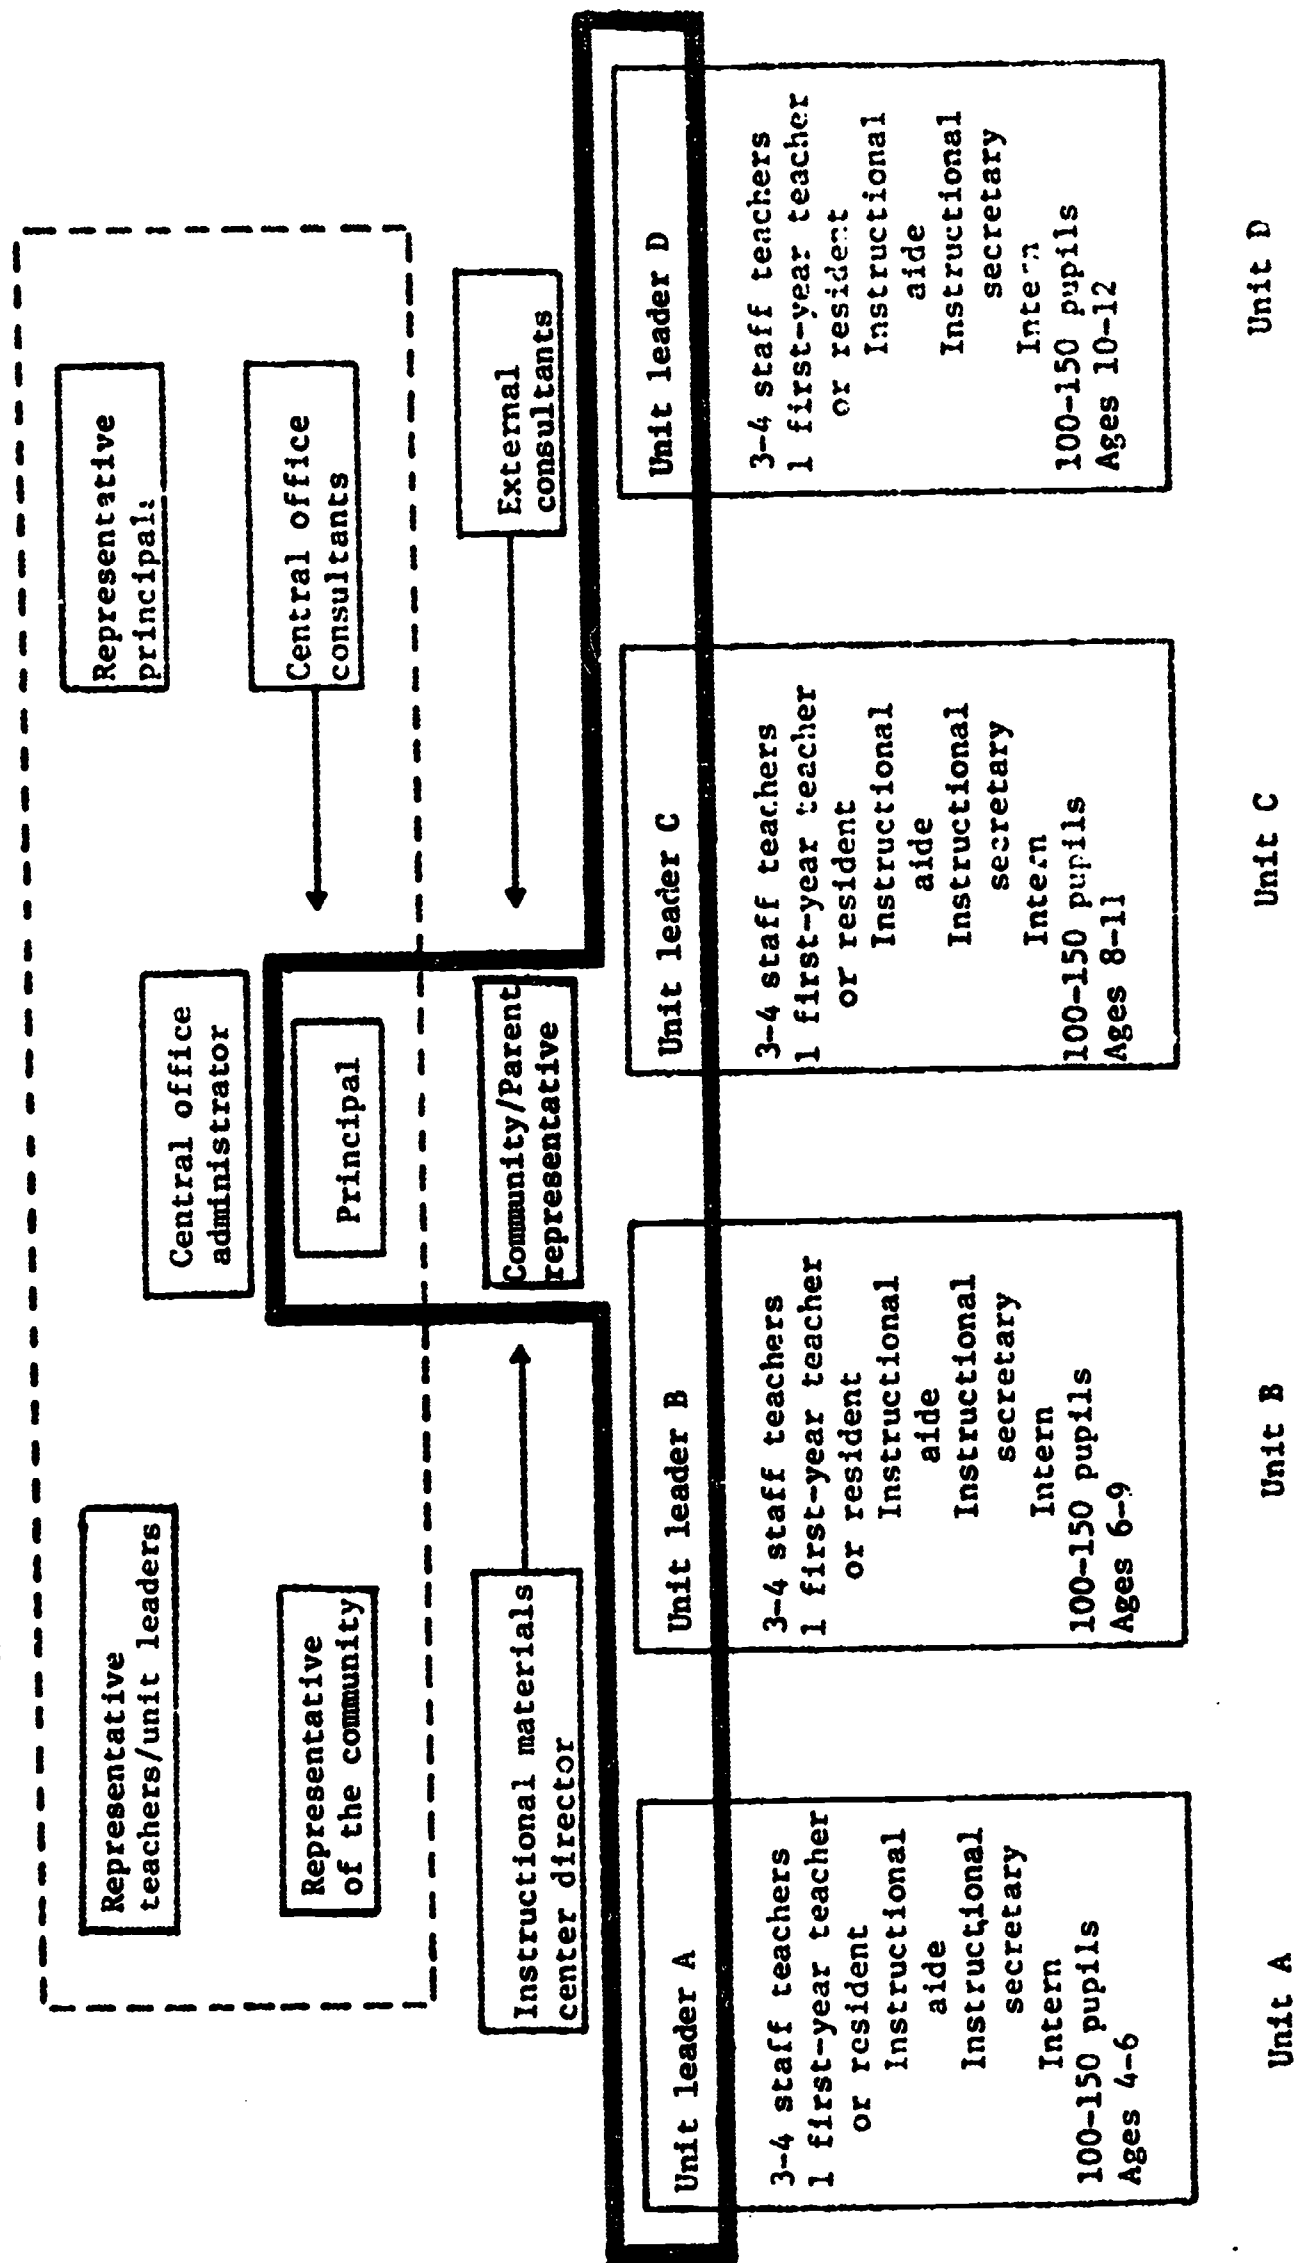 Representative
teachers/unit leaders
Central office
administrator
Representative
principals
Representative
of the community
Principal
Central office
consultants
Instructional materials
center director
Community/Parent
representative
External
consultants
Unit leader A
3-4 staff teachers
1 first-year teacher
or resident
Instructional
aide
Instructional
secretary
Intern
100-150 pupils
Ages 4-6
Unit A
Unit leader B
3-4 staff teachers
1 first-year teacher
or resident
Instructional
aide
Instructional
secretary
Intern
100-150 pupils
Ages 6-9
Unit B
Unit leader C
3-4 staff teachers
1 first-year teacher
or resident
Instructional
aide
Instructional
secretary
Intern
100-150 pupils
Ages 8-11
Unit C
Unit leader D
3-4 staff teachers
1 first-year teacher
or resident
Instructional
aide
Instructional
secretary
Intern
100-150 pupils
Ages 10-12
Unit D